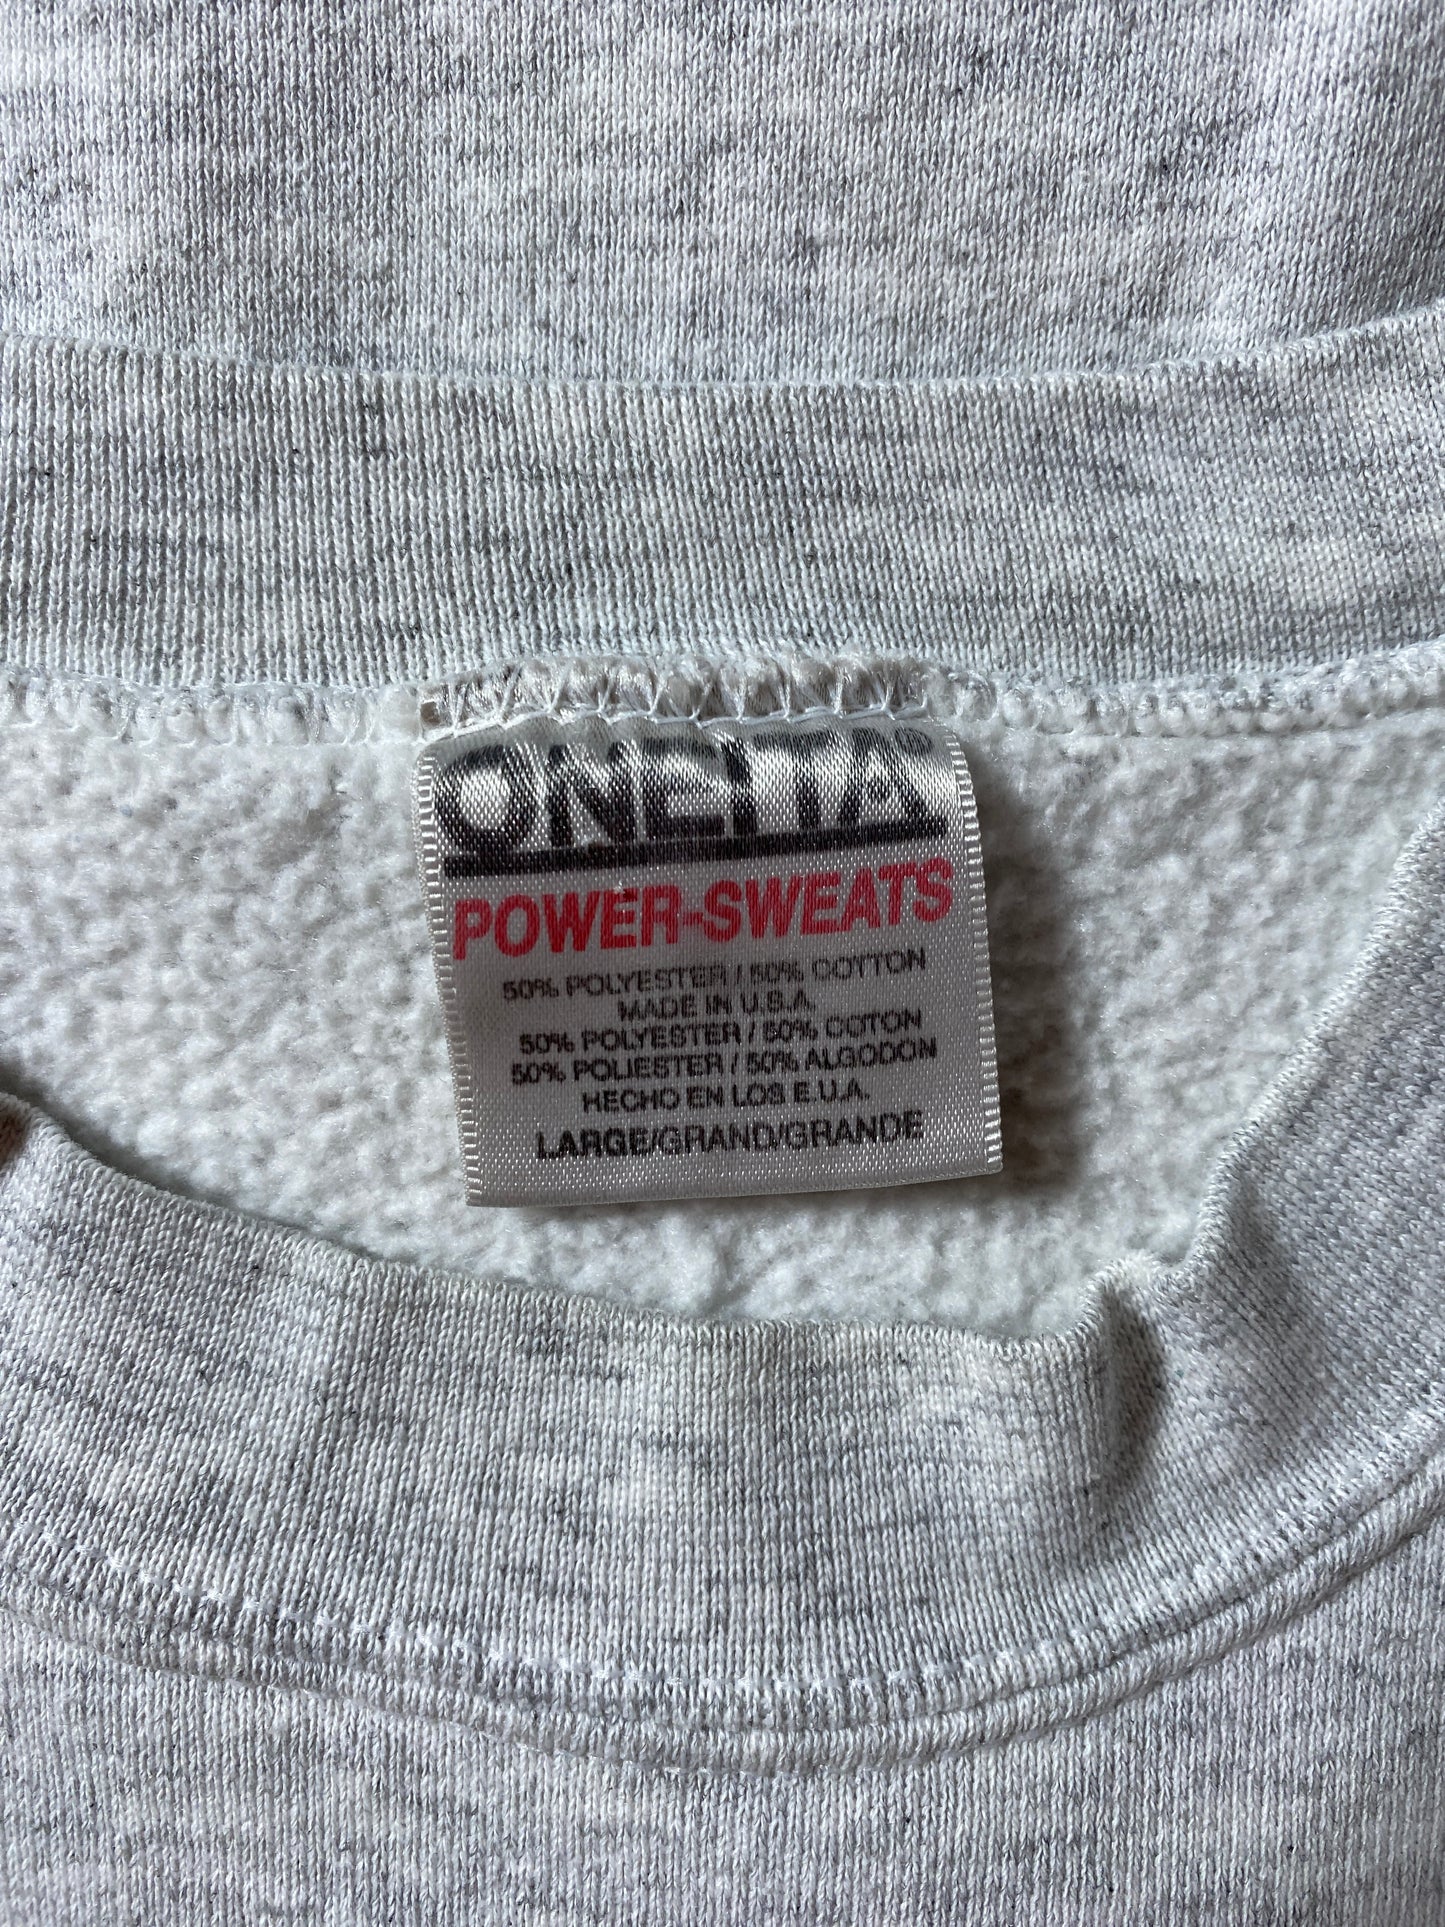 ONEITA®
POWER-SWEATS
50% POLYESTER / 50% COTTON
MADE IN U.S.A.
50% POLYESTER / 50% COTON
50% POLIESTER / 50% ALGODON
HECHO EN LOS E.U.A.
LARGE/GRAND/GRANDE